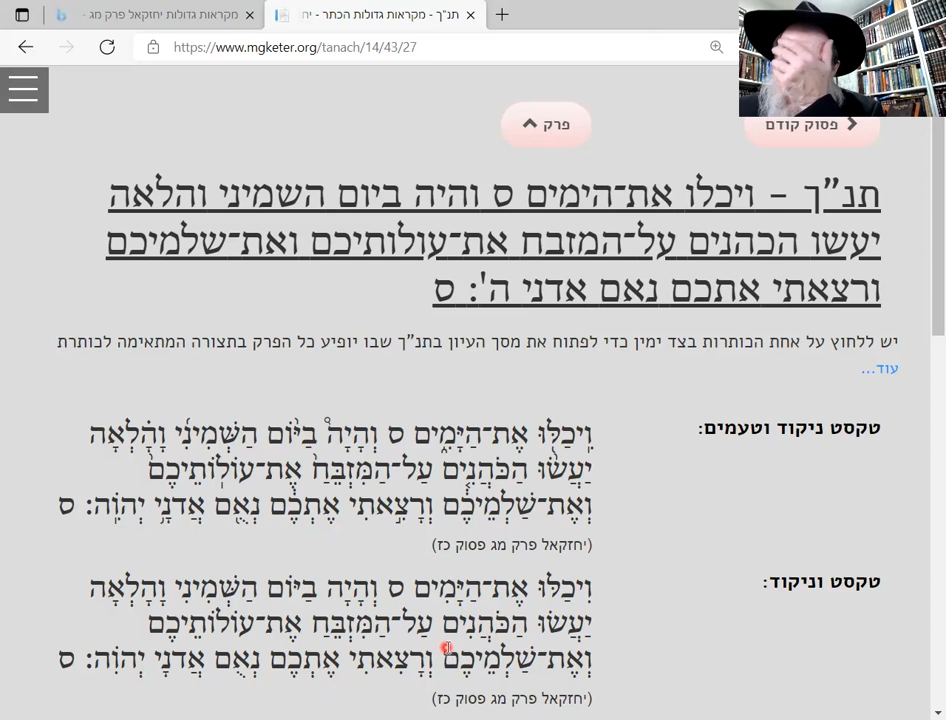 מקראות גדולות יחזקאל פרק מג -
תנ"ך - מקראות גדולות הכתר - יח
https://www.mgketer.org/tanach/14/43/27
פרק
פסוק קודם
תנ"ך – ויכלו את־הימים ס והיה ביום השמיני והלאה
יעשו הכהנים על־המזבח את־עולותיכם ואת־שלמיכם
ורצאתי אתכם נאם אדני ה': ס
יש ללחוץ על אחת הכותרות בצד ימין כדי לפתוח את מסך העיון בתנ"ך שבו יופיע כל הפרק בתצורה המתאימה לכותרת
עוד...
טקסט ניקוד וטעמים:
וִֽיכַלּ֖וּ אֶת־הַיָּמִ֑ים ס וְהָיָה֩ בַיּ֨וֹם הַשְּׁמִינִ֜י וָהָ֗לְאָה
יַעֲשׂ֨וּ הַכֹּהֲנִ֤ים עַל־הַמִּזְבֵּ֙חַ֙ אֶת־עוֹלֽוֹתֵיכֶם֙
וְאֶת־שַׁלְמֵיכֶ֔ם וְרָצִ֣אתִי אֶתְכֶ֔ם נְאֻ֖ם אֲדֹנָ֥י יְהֹוִֽה: ס
(יחזקאל פרק מג פסוק כז)
טקסט וניקוד:
וִיכַלּוּ אֶת־הַיָּמִים ס וְהָיָה בַיּוֹם הַשְּׁמִינִי וָהָלְאָה
יַעֲשׂוּ הַכֹּהֲנִים עַל־הַמִּזְבֵּחַ אֶת־עוֹלוֹתֵיכֶם
וְאֶת־שַׁלְמֵיכֶם וְרָצִאתִי אֶתְכֶם נְאֻם אֲדֹנָי יְהֹוִה: ס
(יחזקאל פרק מג פסוק כז)